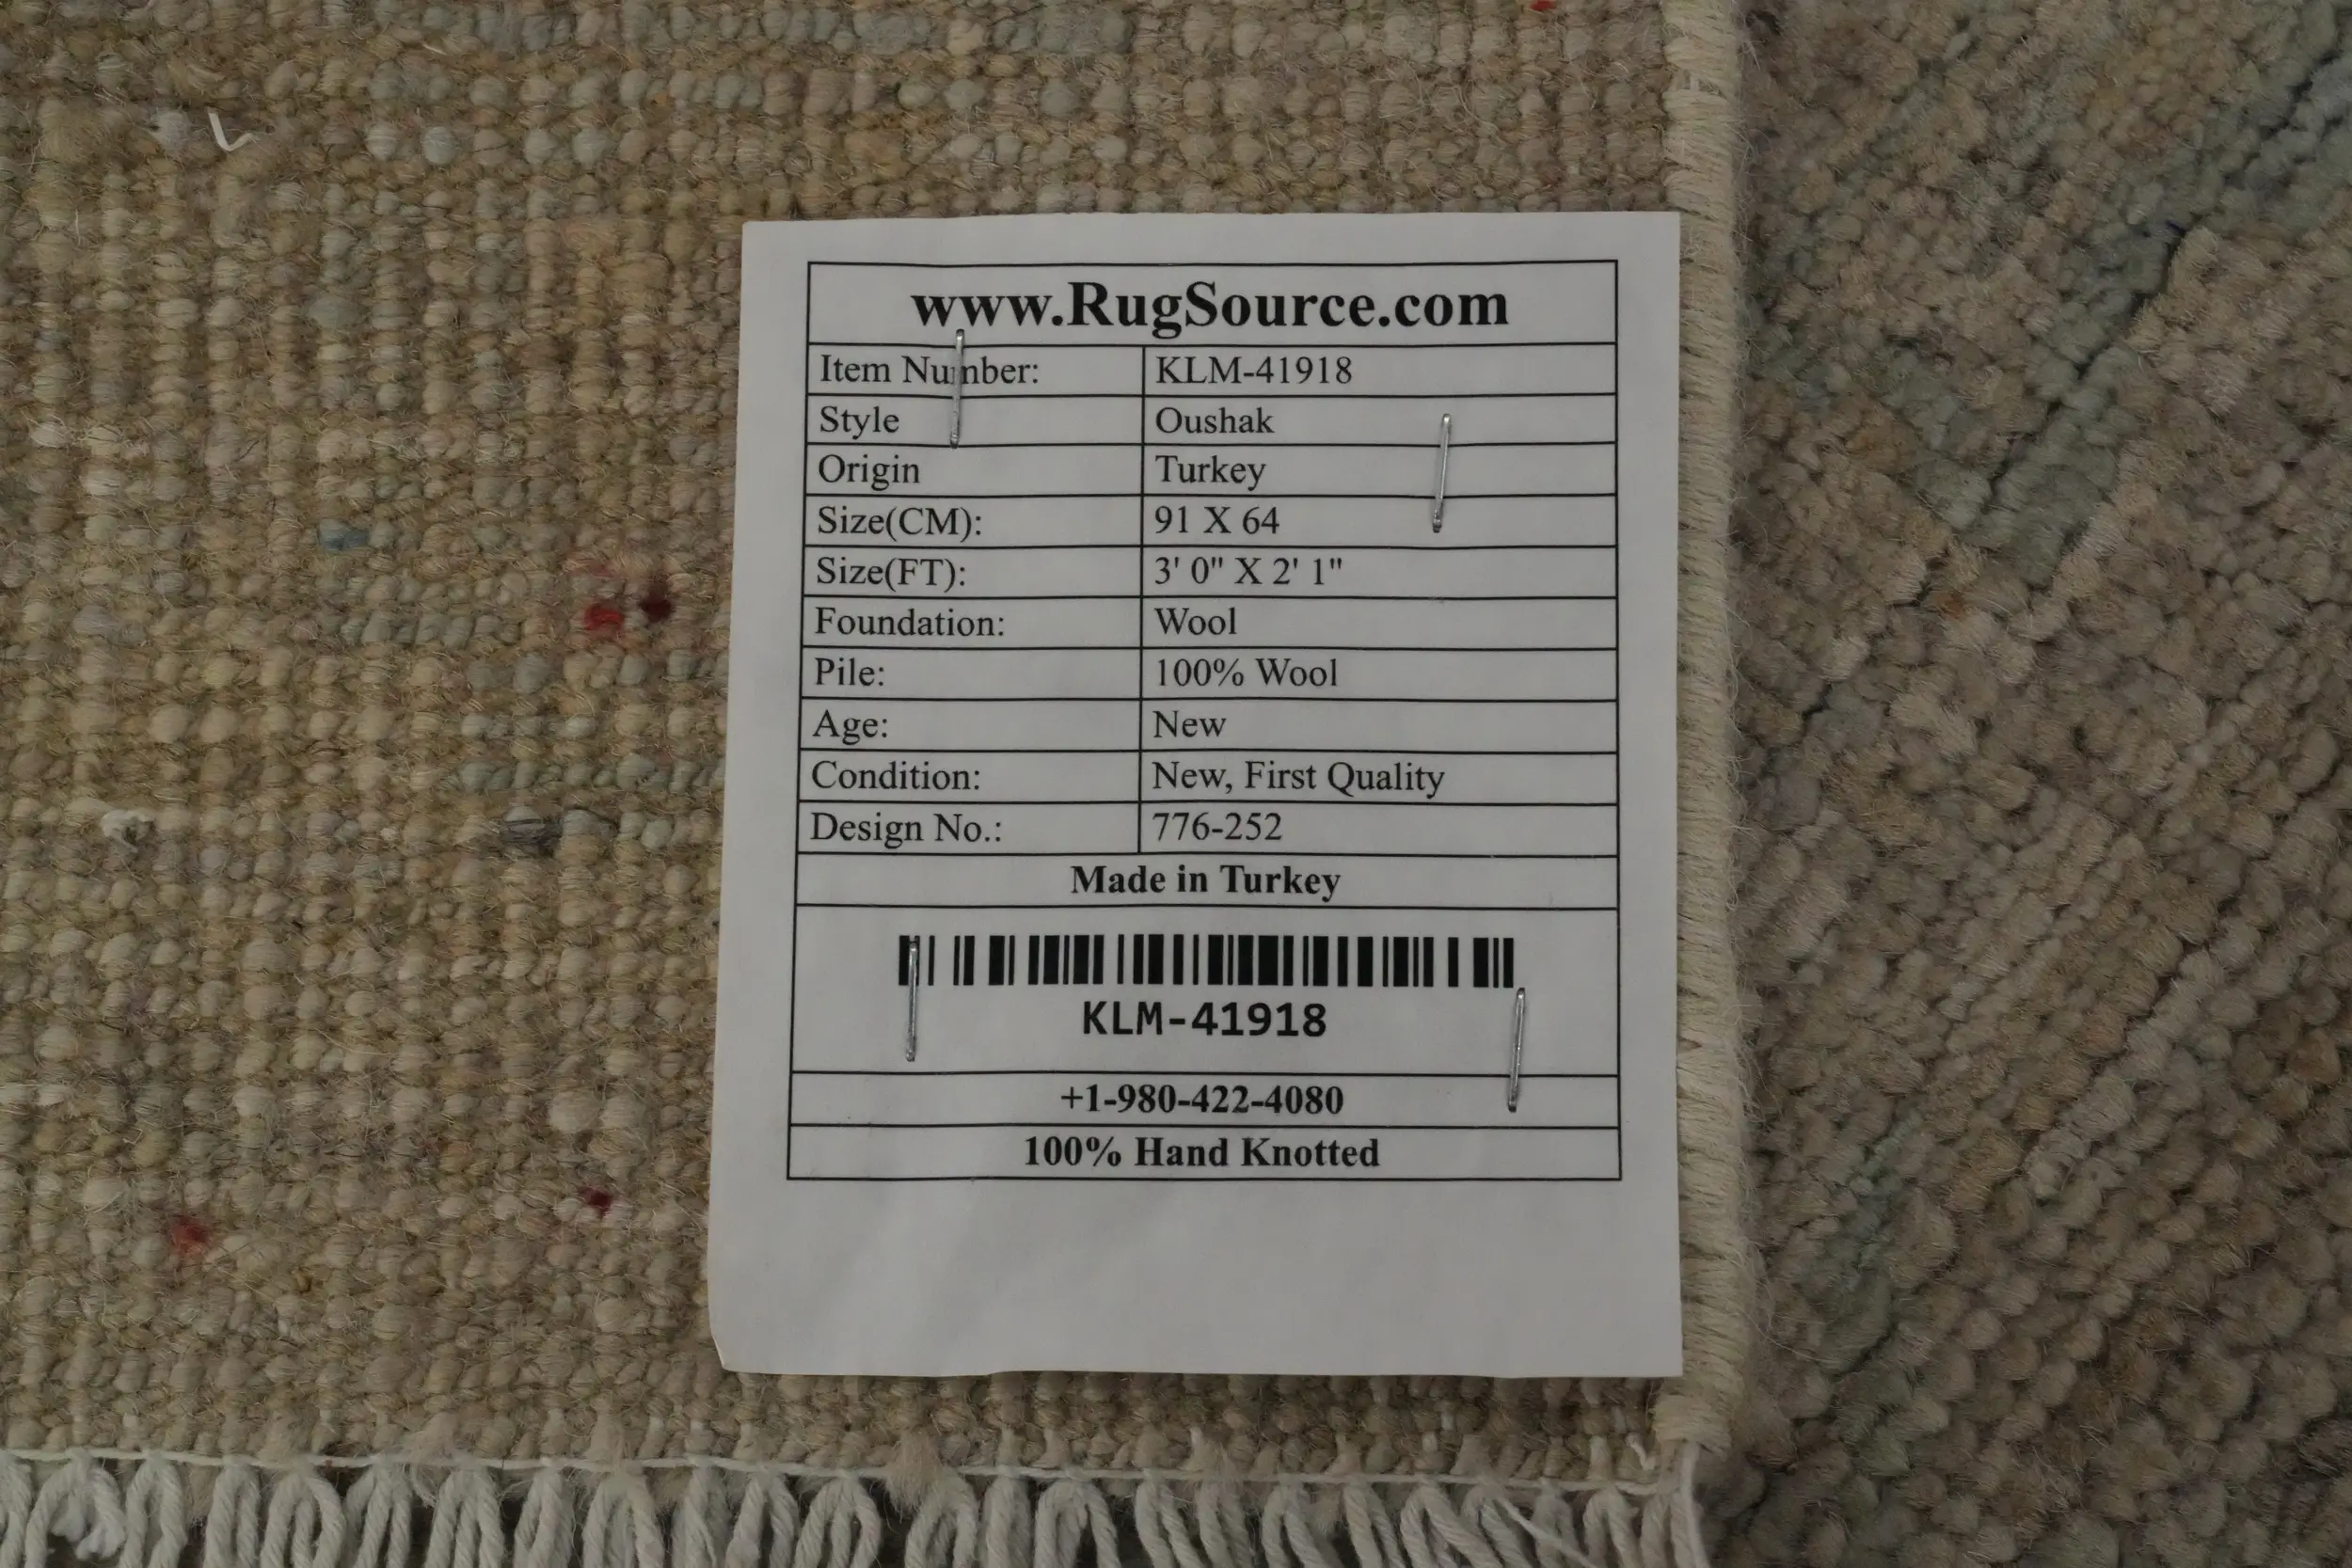 www.RugSource.com
Item Number: KLM-41918
Style Oushak
Origin Turkey
Size(CM): 91 X 64
Size(FT): 3' 0" X 2' 1"
Foundation: Wool
Pile: 100% Wool
Age: New
Condition: New, First Quality
Design No.: 776-252
Made in Turkey
KLM-41918
+1-980-422-4080
100% Hand Knotted